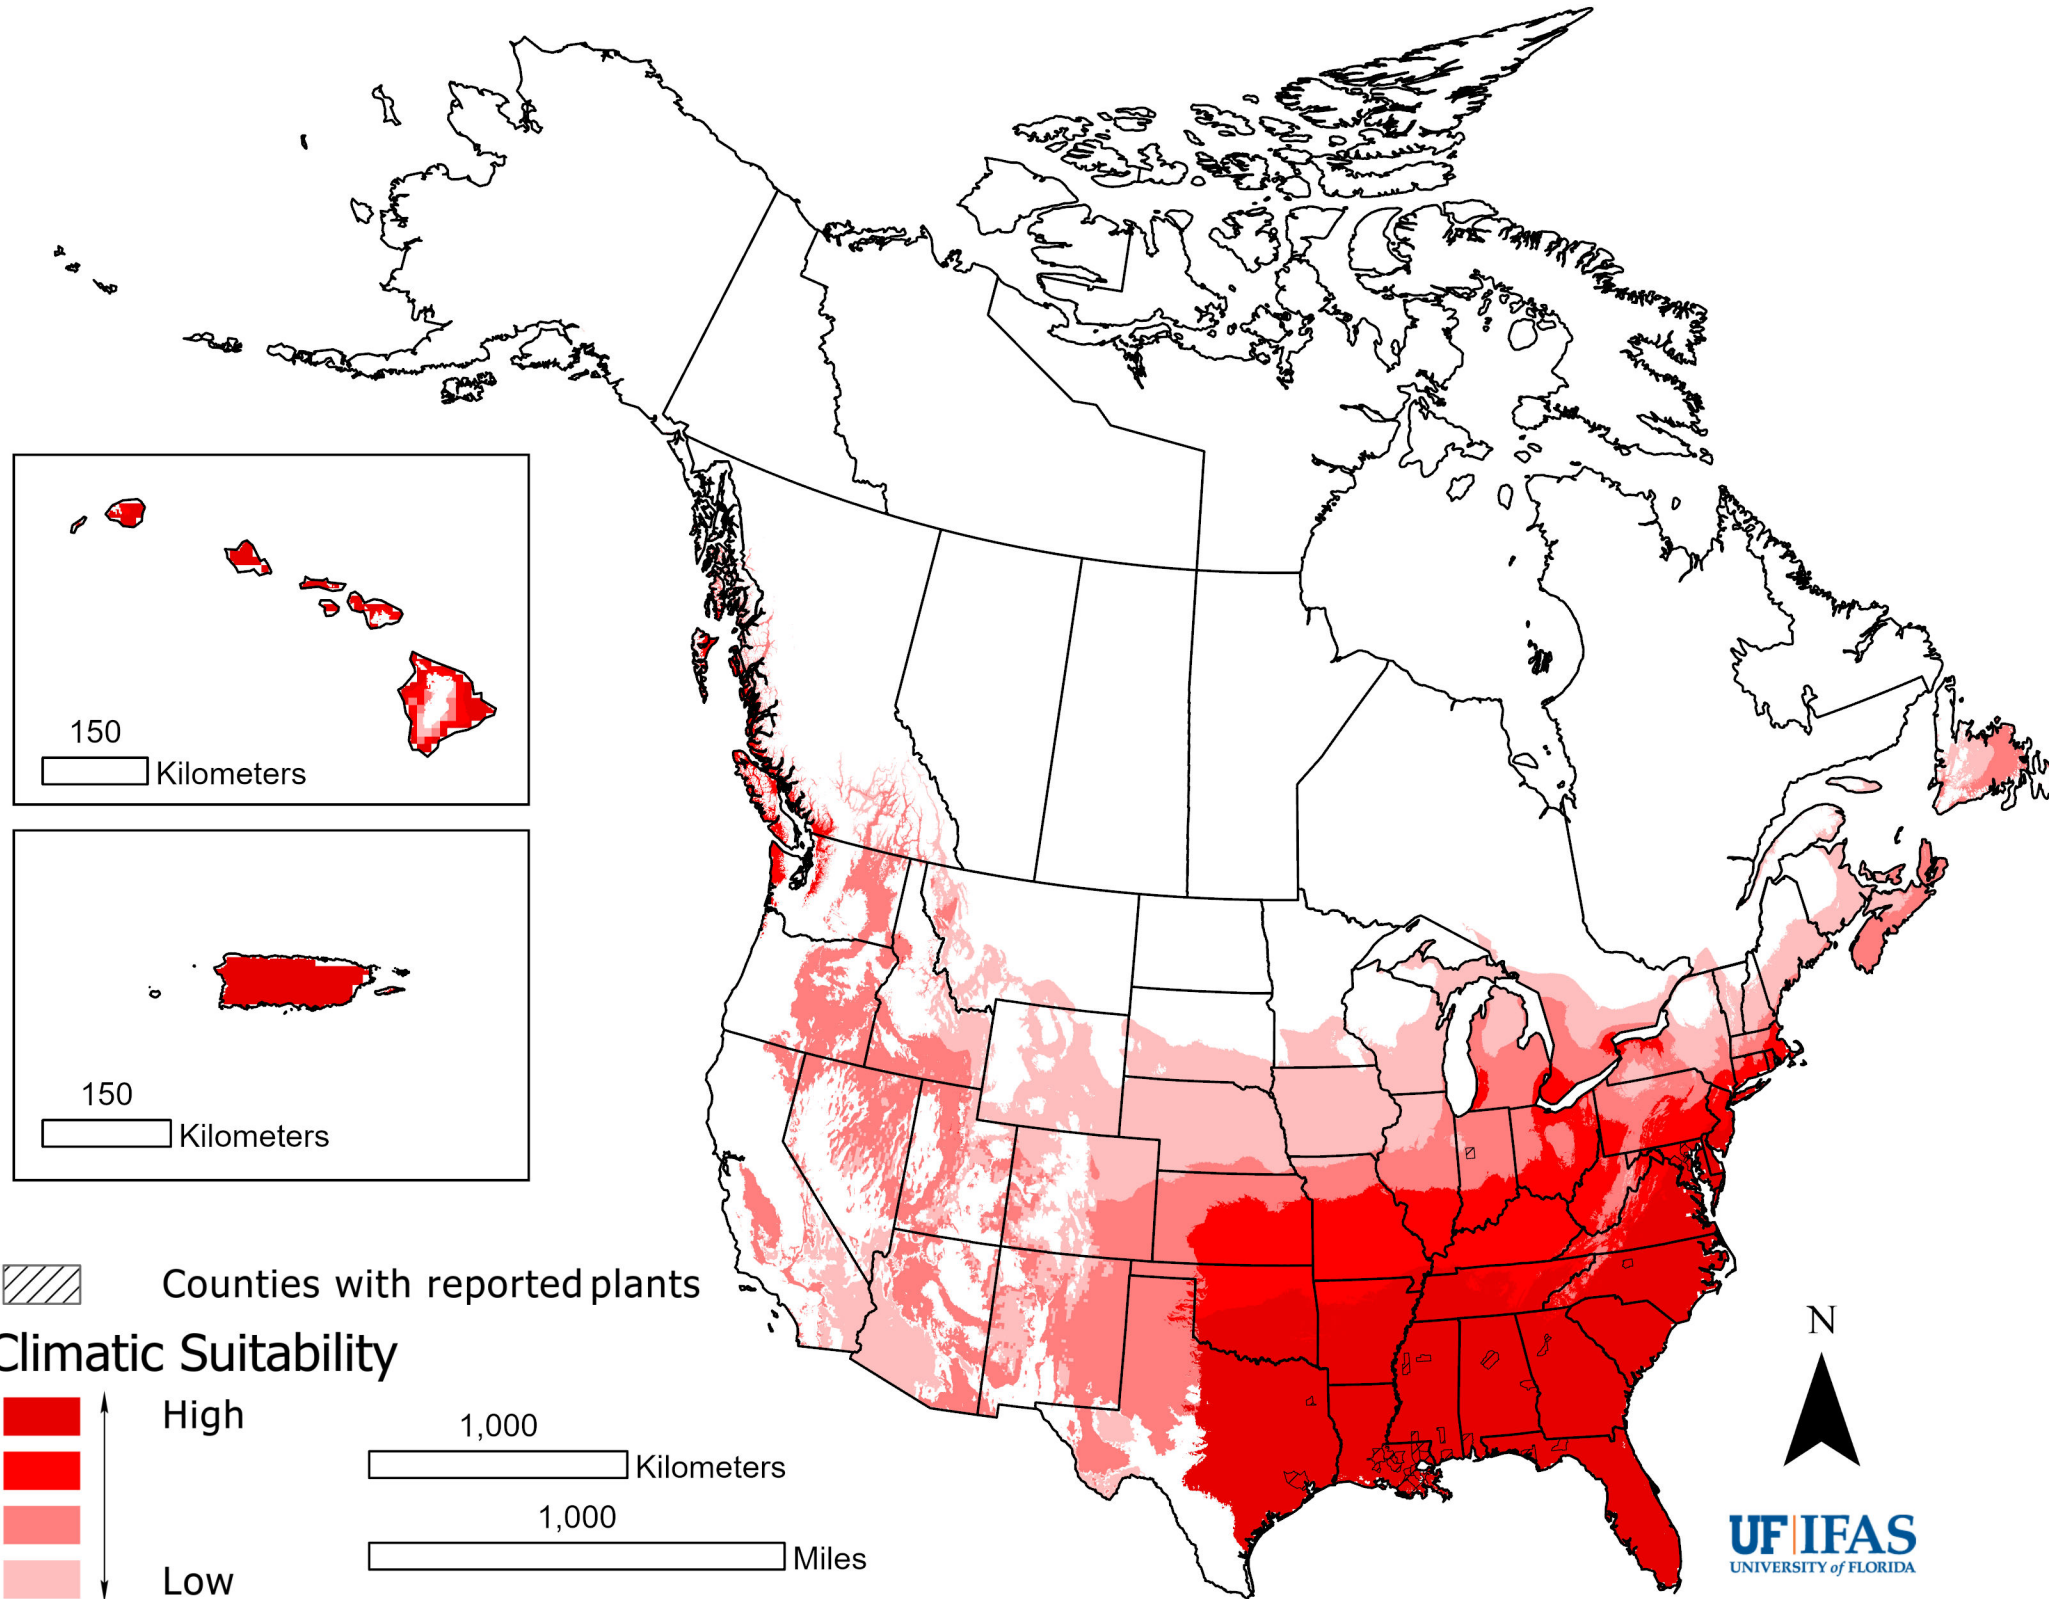 150
Kilometers
150
Kilometers
Counties with reported plants
Climatic Suitability
High
Low
1,000
Kilometers
1,000
Miles
N
UF|IFAS
UNIVERSITY of FLORIDA